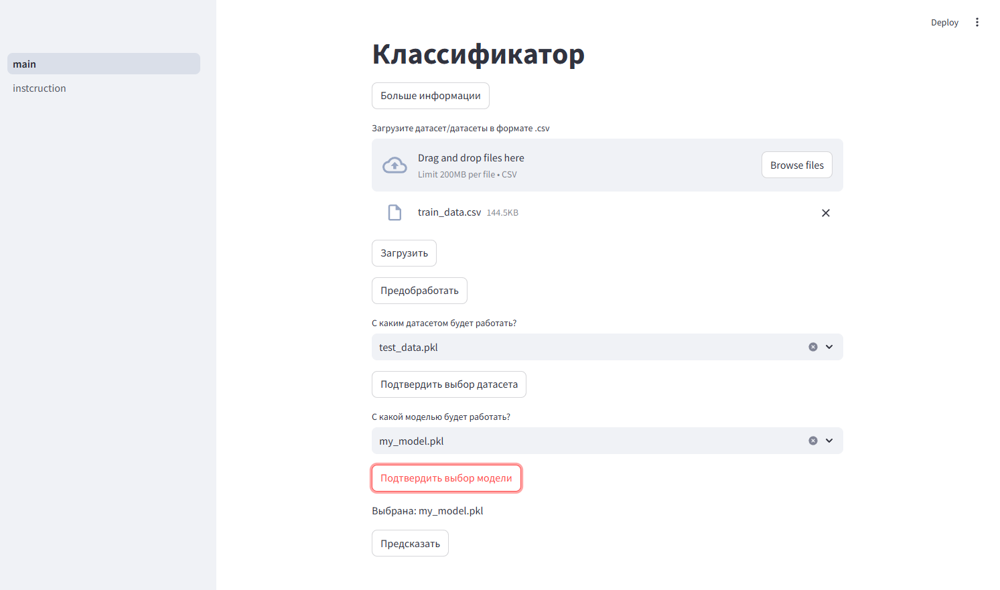 Deploy
main
instcruction
Классификатор
Больше информации
Загрузите датасет/датасеты в формате .csv
Drag and drop files here
Limit 200MB per file • CSV
Browse files
train_data.csv 144.5KB
Загрузить
Предобработать
С каким датасетом будет работать?
test_data.pkl
Подтвердить выбор датасета
С какой моделью будет работать?
my_model.pkl
Подтвердить выбор модели
Выбрана: my_model.pkl
Предсказать